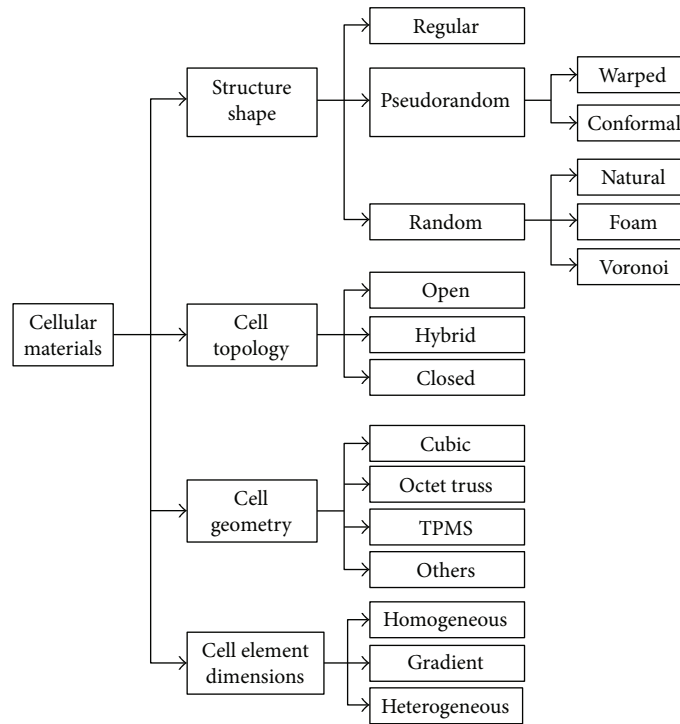 Cellular
materials
Structure
shape
Regular
Pseudorandom
Warped
Conformal
Random
Natural
Foam
Voronoi
Cell
topology
Open
Hybrid
Closed
Cell
geometry
Cubic
Octet truss
TPMS
Others
Cell element
dimensions
Homogeneous
Gradient
Heterogeneous